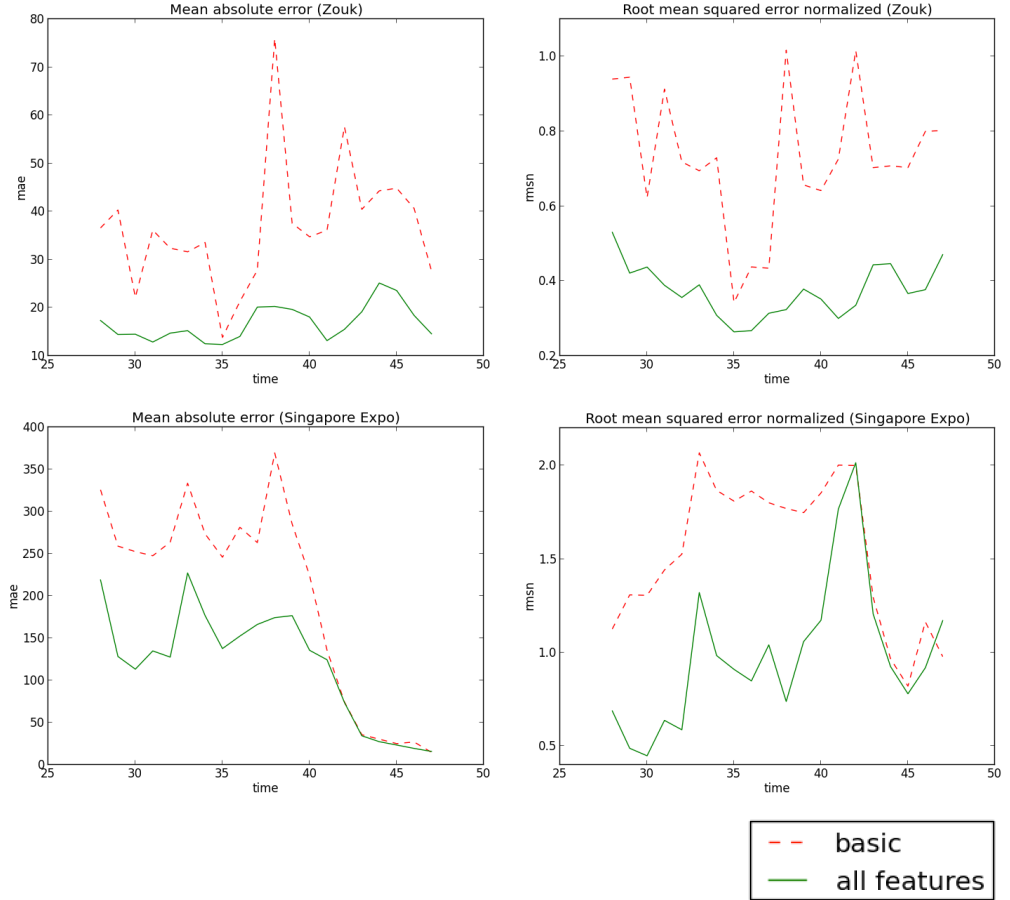 Mean absolute error (Zouk)
80
70
60
50
40
30
20
10
mae
25 30 35 40 45 50
time
Root mean squared error normalized (Zouk)
1.0
0.8
0.6
0.4
0.2
rmsn
25 30 35 40 45 50
time
Mean absolute error (Singapore Expo)
400
350
300
250
200
150
100
50
0
mae
25 30 35 40 45 50
time
Root mean squared error normalized (Singapore Expo)
2.0
1.5
1.0
0.5
rmsn
25 30 35 40 45 50
time
basic
all features